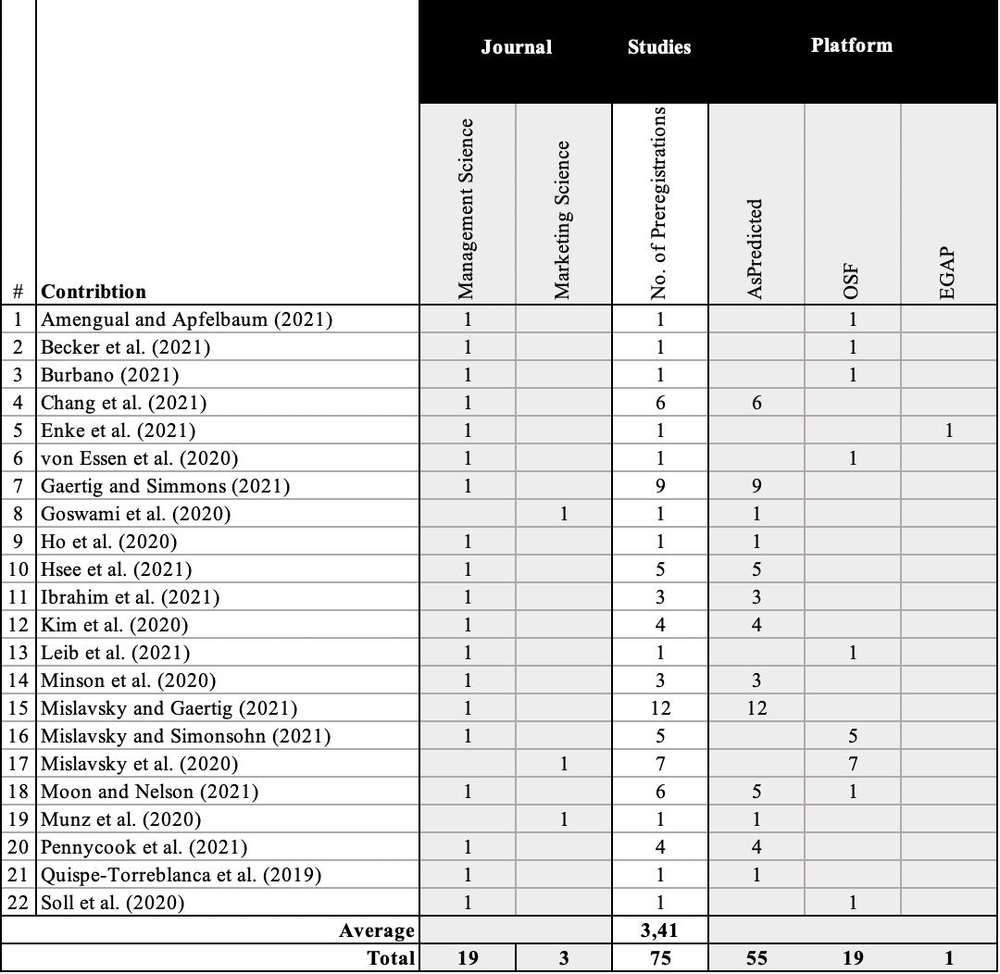 Journal Studies Platform
# Contribtion Management Science Marketing Science No. of Preregistrations AsPredicted OSF EGAP
1 Amengual and Apfelbaum (2021) 1 1 1
2 Becker et al. (2021) 1 1 1
3 Burbano (2021) 1 1 1
4 Chang et al. (2021) 1 6 6
5 Enke et al. (2021) 1 1 1
6 von Essen et al. (2020) 1 1 1
7 Gaertig and Simmons (2021) 1 9 9
8 Goswami et al. (2020) 1 1 1
9 Ho et al. (2020) 1 1 1
10 Hsee et al. (2021) 1 5 5
11 Ibrahim et al. (2021) 1 3 3
12 Kim et al. (2020) 1 4 4
13 Leib et al. (2021) 1 1 1
14 Minson et al. (2020) 1 3 3
15 Mislavsky and Gaertig (2021) 1 12 12
16 Mislavsky and Simonsohn (2021) 1 5 5
17 Mislavsky et al. (2020) 1 7 7
18 Moon and Nelson (2021) 1 6 5 1
19 Munz et al. (2020) 1 1 1
20 Pennycook et al. (2021) 1 4 4
21 Quispe-Torreblanca et al. (2019) 1 1 1
22 Soll et al. (2020) 1 1 1
Average 3,41
Total 19 3 75 55 19 1